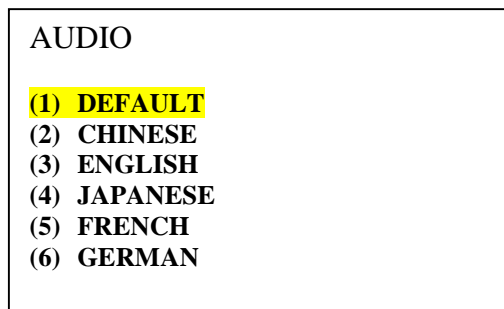 AUDIO
(1) DEFAULT
(2) CHINESE
(3) ENGLISH
(4) JAPANESE
(5) FRENCH
(6) GERMAN